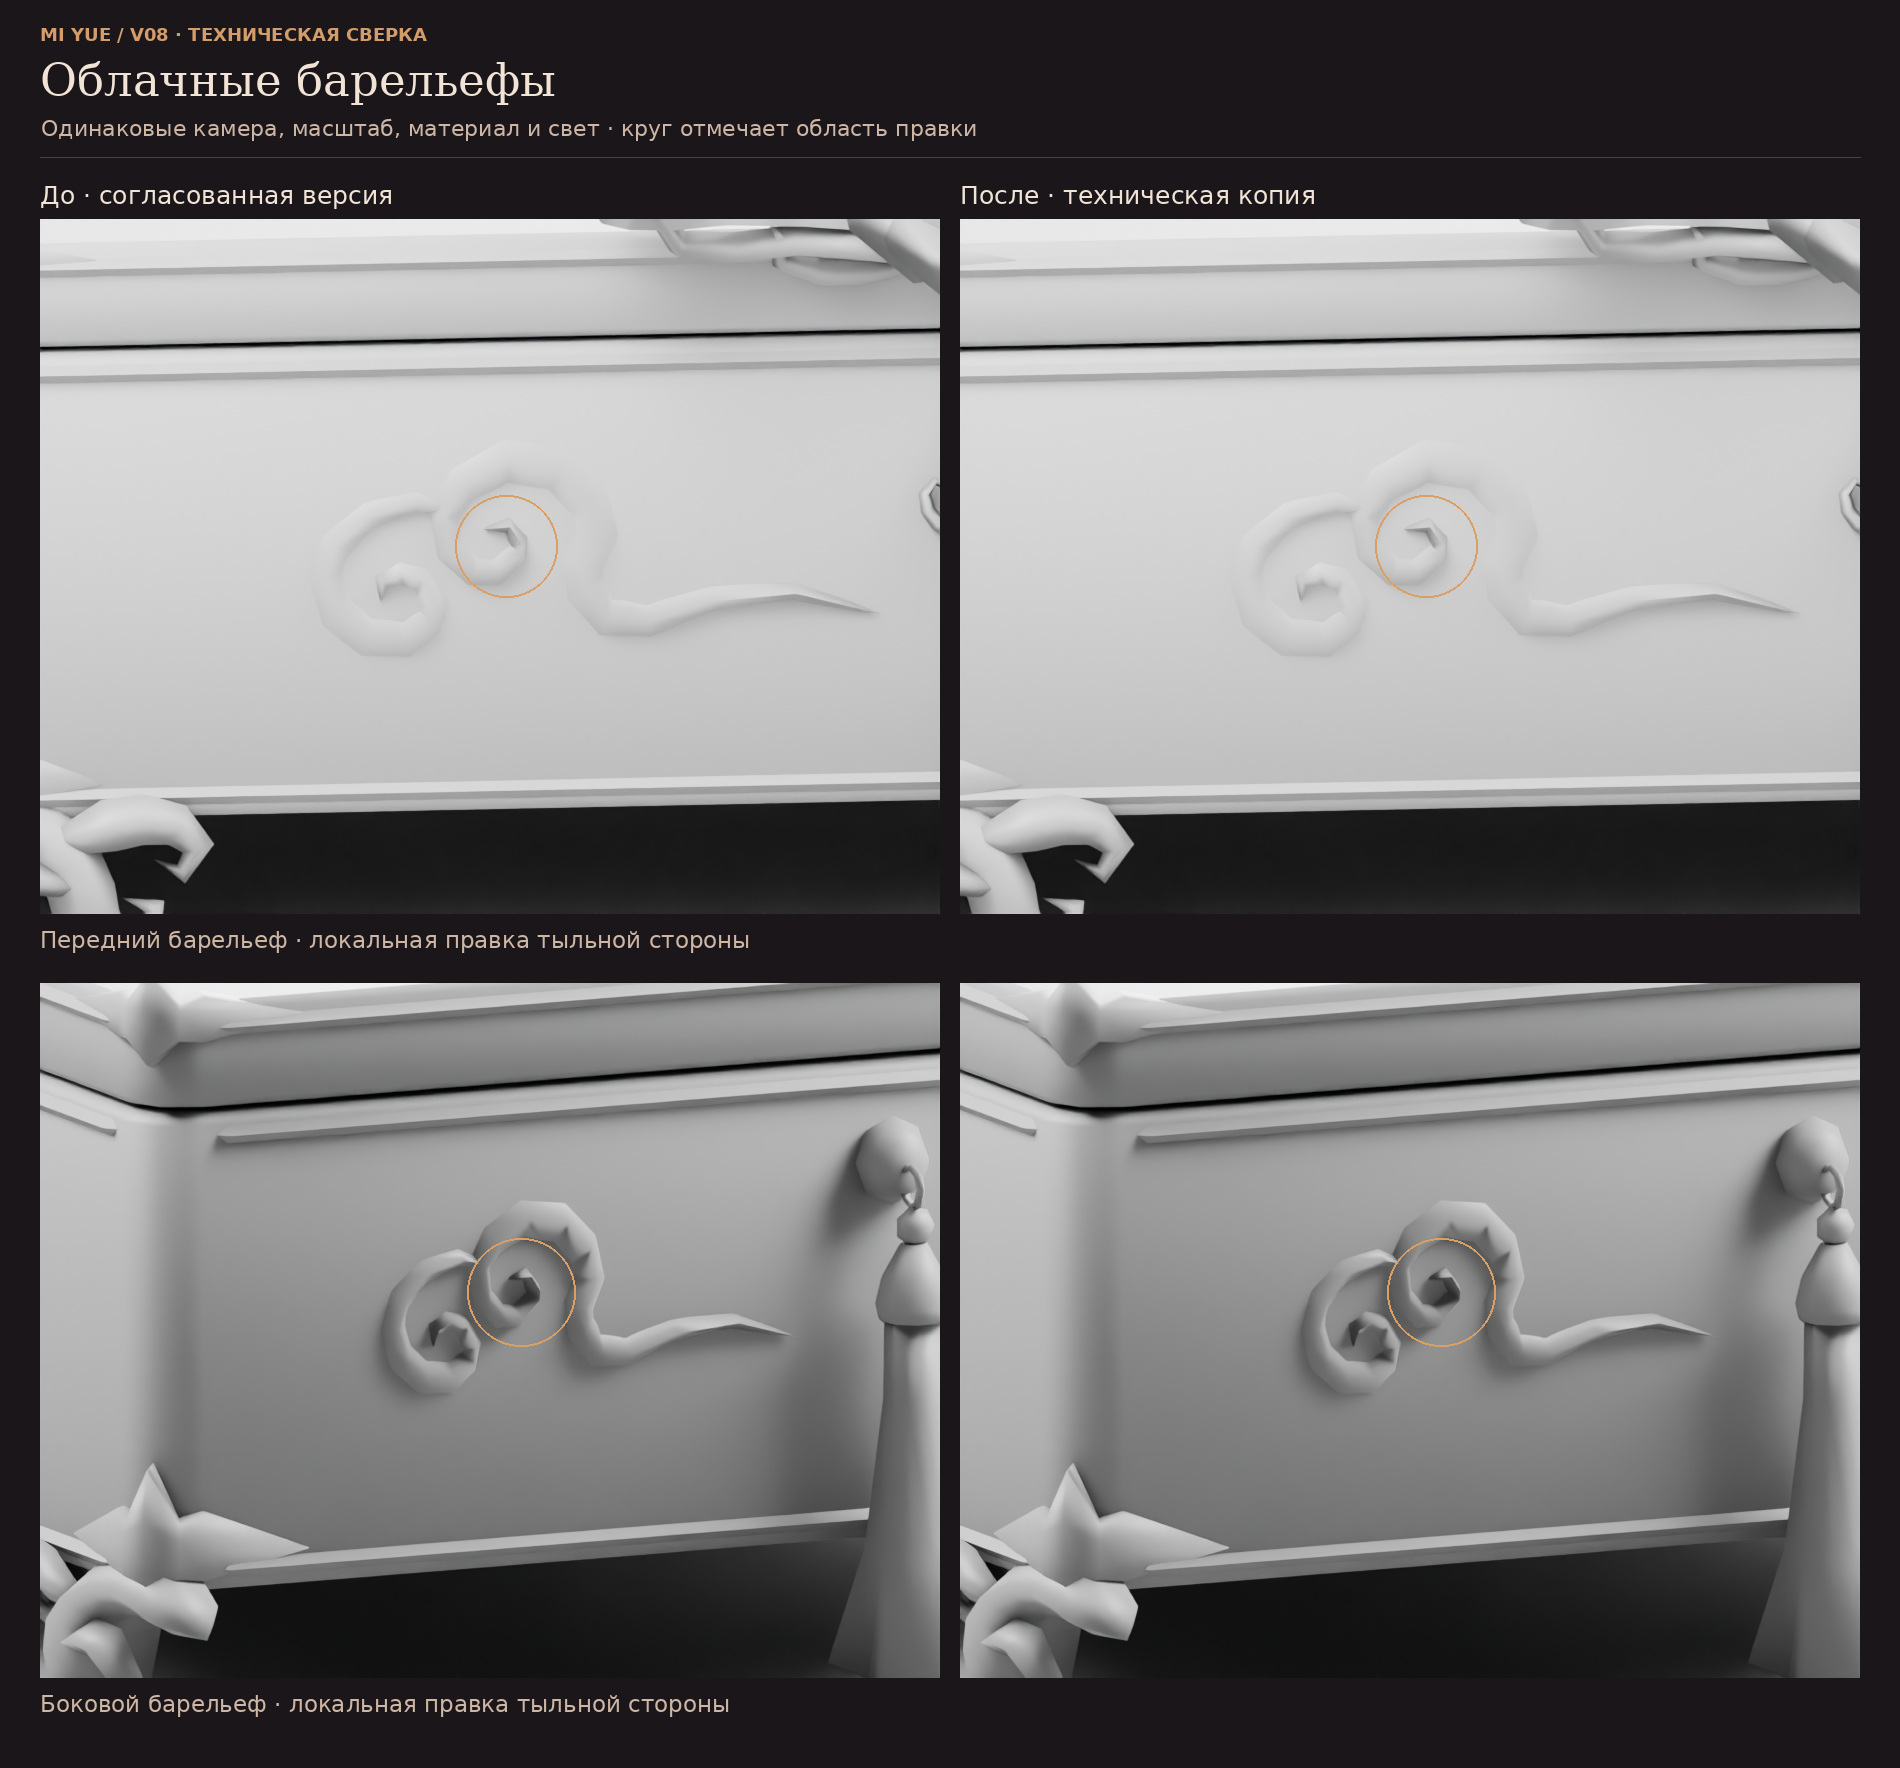 MI YUE / V08 · ТЕХНИЧЕСКАЯ СВЕРКА
Облачные барельефы
Одинаковые камера, масштаб, материал и свет · круг отмечает область правки
До · согласованная версия
После · техническая копия
Передний барельеф · локальная правка тыльной стороны
Боковой барельеф · локальная правка тыльной стороны